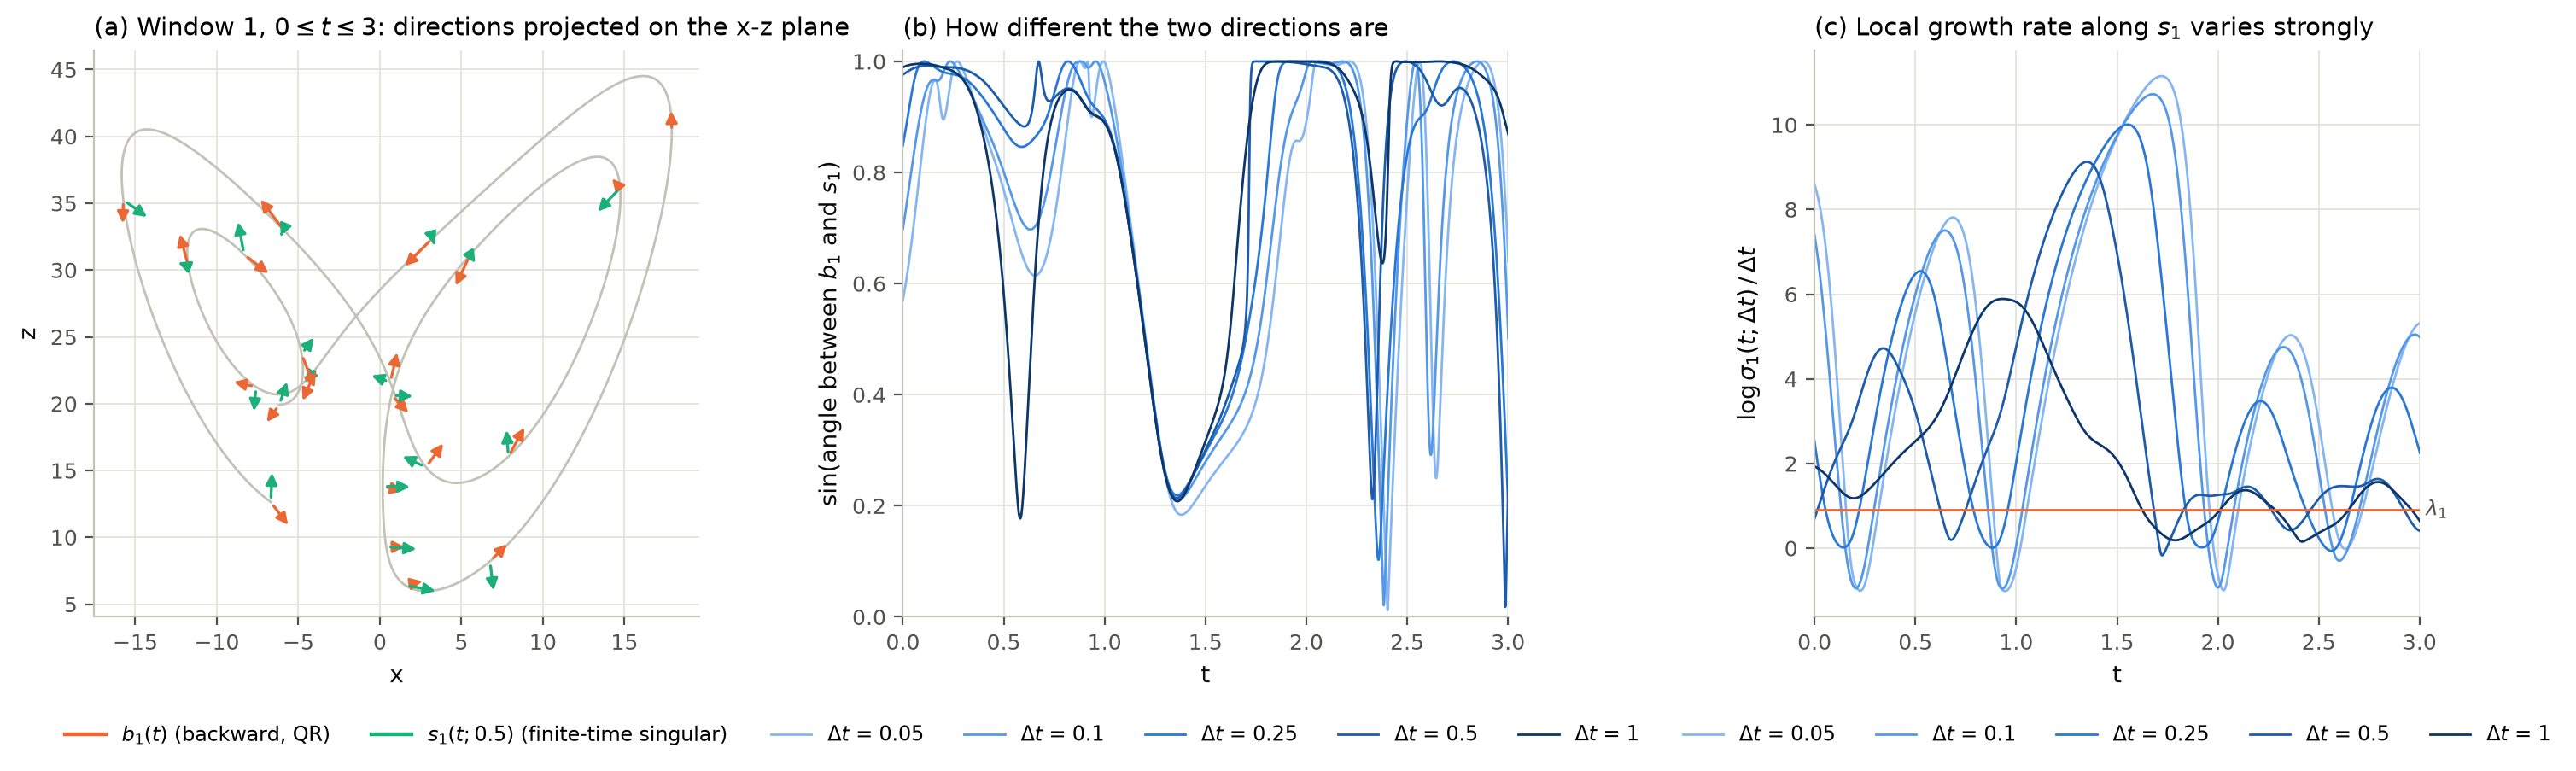 (a) Window 1, 0 ≤ t ≤ 3: directions projected on the x-z plane
45
40
35
30
25
20
15
10
5
z
−15
−10
−5
0
5
10
15
x
(b) How different the two directions are
1.0
0.8
0.6
0.4
0.2
0.0
sin(angle between b₁ and s₁)
0.0
0.5
1.0
1.5
2.0
2.5
3.0
t
(c) Local growth rate along s₁ varies strongly
10
8
6
4
2
0
log σ₁(t; Δt) / Δt
λ₁
0.0
0.5
1.0
1.5
2.0
2.5
3.0
t
b₁(t) (backward, QR)
s₁(t; 0.5) (finite-time singular)
Δt = 0.05
Δt = 0.1
Δt = 0.25
Δt = 0.5
Δt = 1
Δt = 0.05
Δt = 0.1
Δt = 0.25
Δt = 0.5
Δt = 1